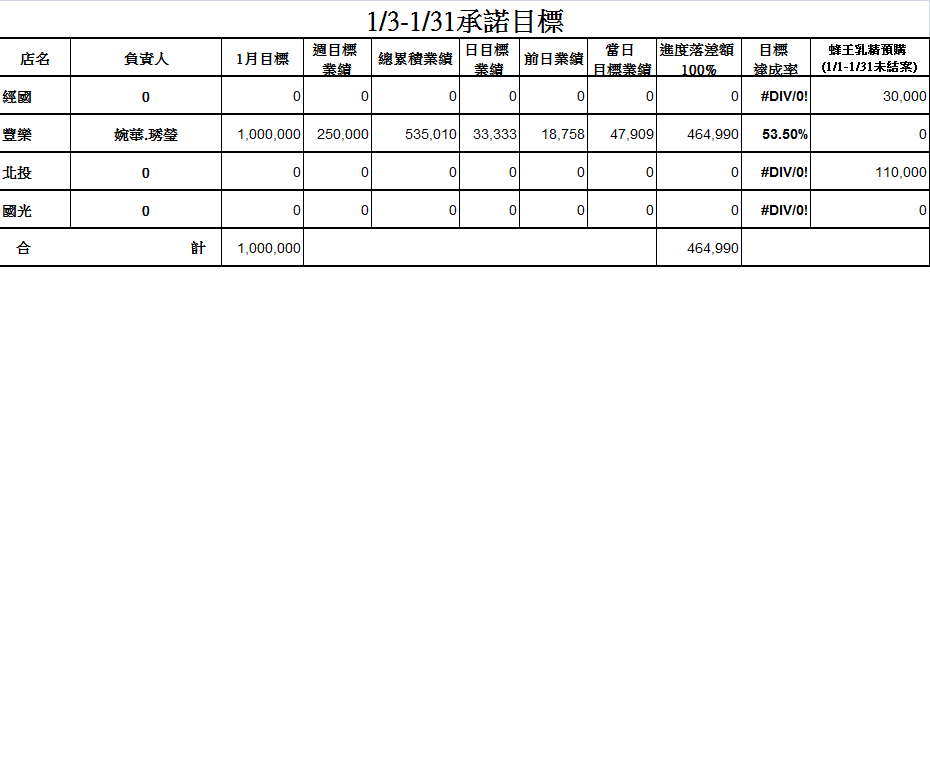 1/3-1/31承諾目標
店名 負責人 1月目標 週目標業績 總累積業績 日目標業績 前日業績 當日目標業績 進度落差額100% 目標達成率 蜂王乳精預購(1/1-1/31未結案)
經國 0 0 0 0 0 0 0 0 #DIV/0! 30,000
豐樂 婉華.琇瑩 1,000,000 250,000 535,010 33,333 18,758 47,909 464,990 53.50% 0
北投 0 0 0 0 0 0 0 0 #DIV/0! 110,000
國光 0 0 0 0 0 0 0 0 #DIV/0! 0
合 計 1,000,000 464,990